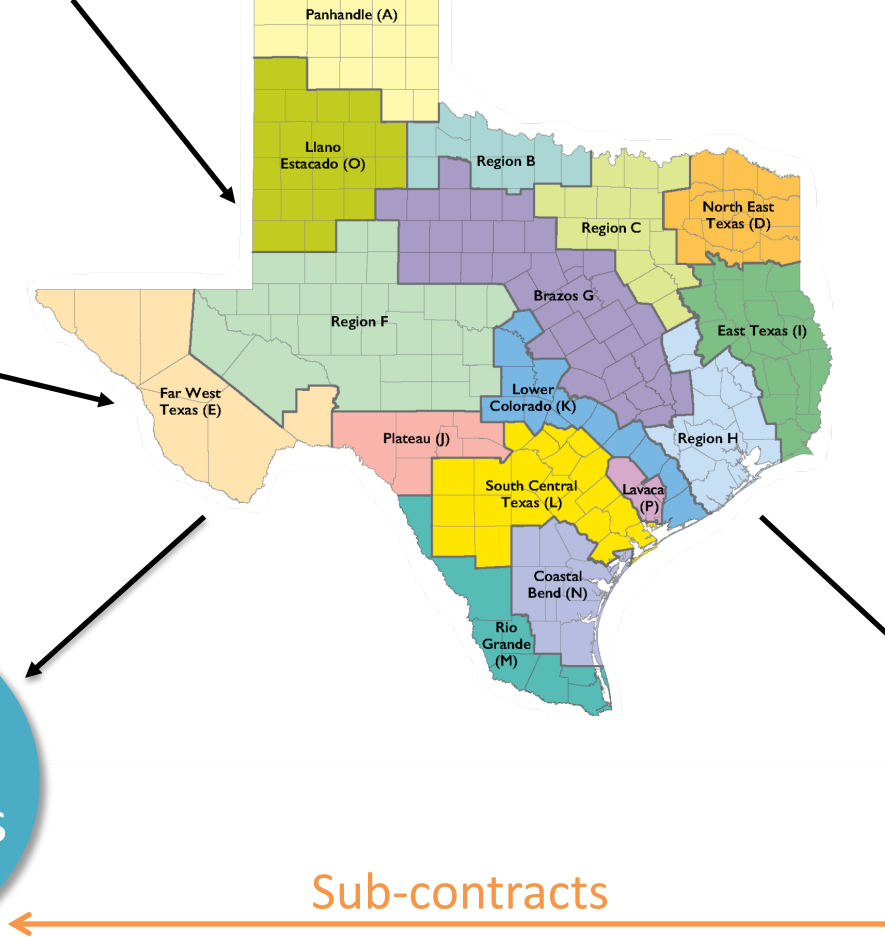 Panhandle (A)
Llano
Estacado (O)
Region B
North East
Texas (D)
Region C
Brazos G
Region F
East Texas (I)
Far West
Texas (E)
Lower
Colorado (K)
Plateau (J)
Region H
South Central
Texas (L)
Lavaca
(P)
Coastal
Bend (N)
Rio
Grande
(M)
s
Sub-contracts